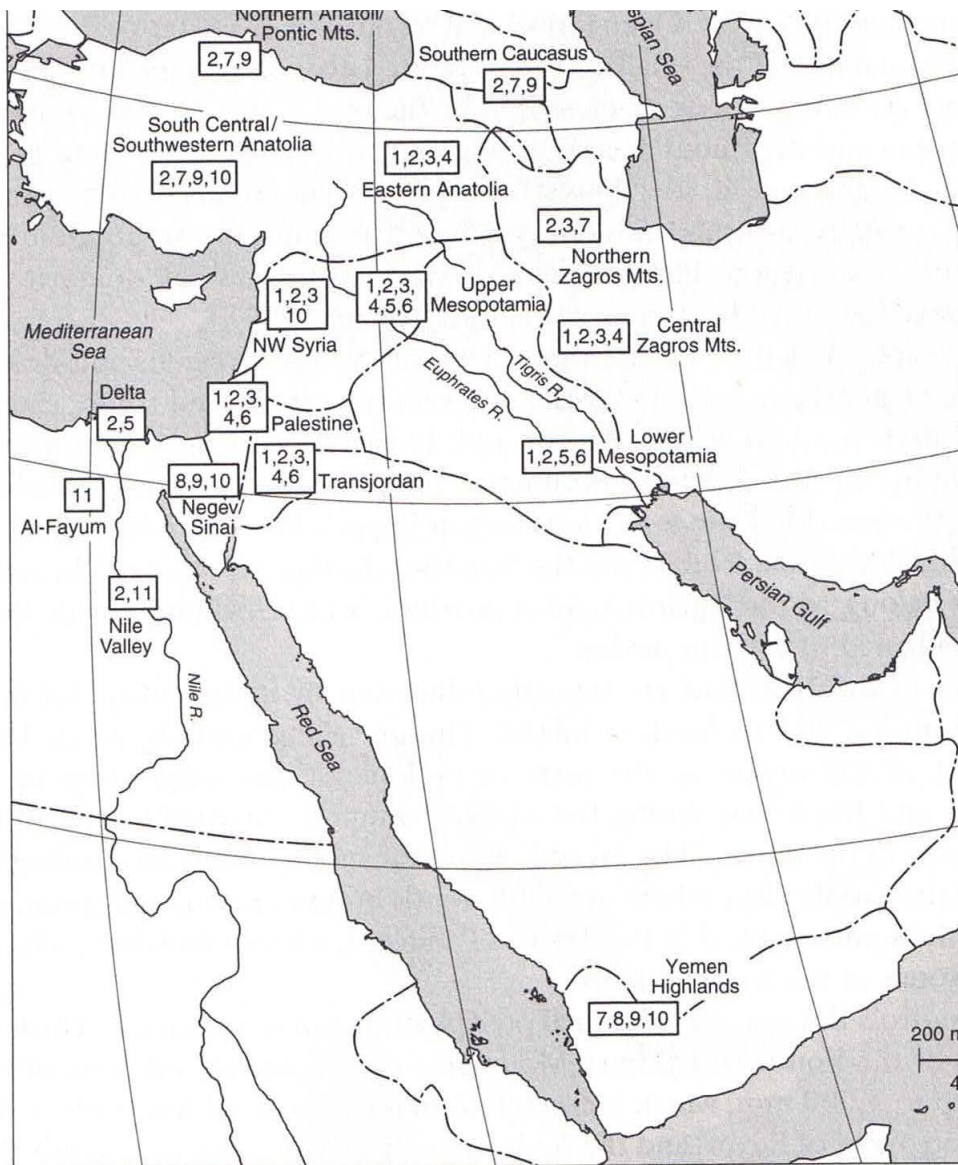 Northern Anatoli/
Pontic Mts.
2,7,9
Southern Caucasus
2,7,9
spian Sea
South Central/
Southwestern Anatolia
2,7,9,10
1,2,3,4
Eastern Anatolia
2,3,7
Northern
Zagros Mts.
1,2,3
10
NW Syria
1,2,3,
4,5,6
Upper
Mesopotamia
1,2,3,4
Central
Zagros Mts.
Mediterranean
Sea
Euphrates R.
Tigris R.
Delta
2,5
1,2,3,
4,6
Palestine
1,2,3,
4,6
Transjordan
1,2,5,6
Lower
Mesopotamia
11
Al-Fayum
8,9,10
Negev/
Sinai
2,11
Nile
Valley
Nile R.
Red Sea
Persian Gulf
Yemen
Highlands
7,8,9,10
200 m
4